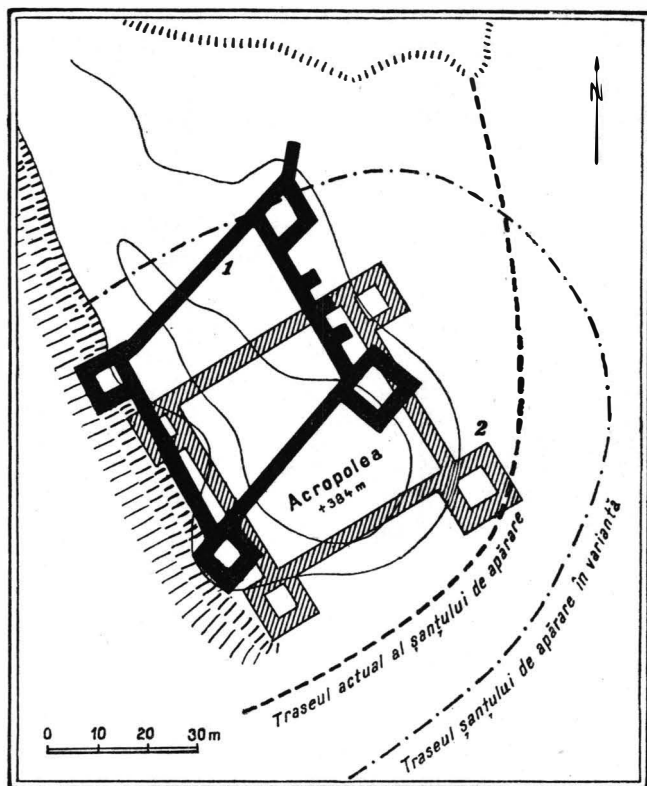 N
1
2
Acropolea
+384 m
Traseul actual al șanțului de apărare
Traseul șanțului de apărare în variantă
0 10 20 30 m